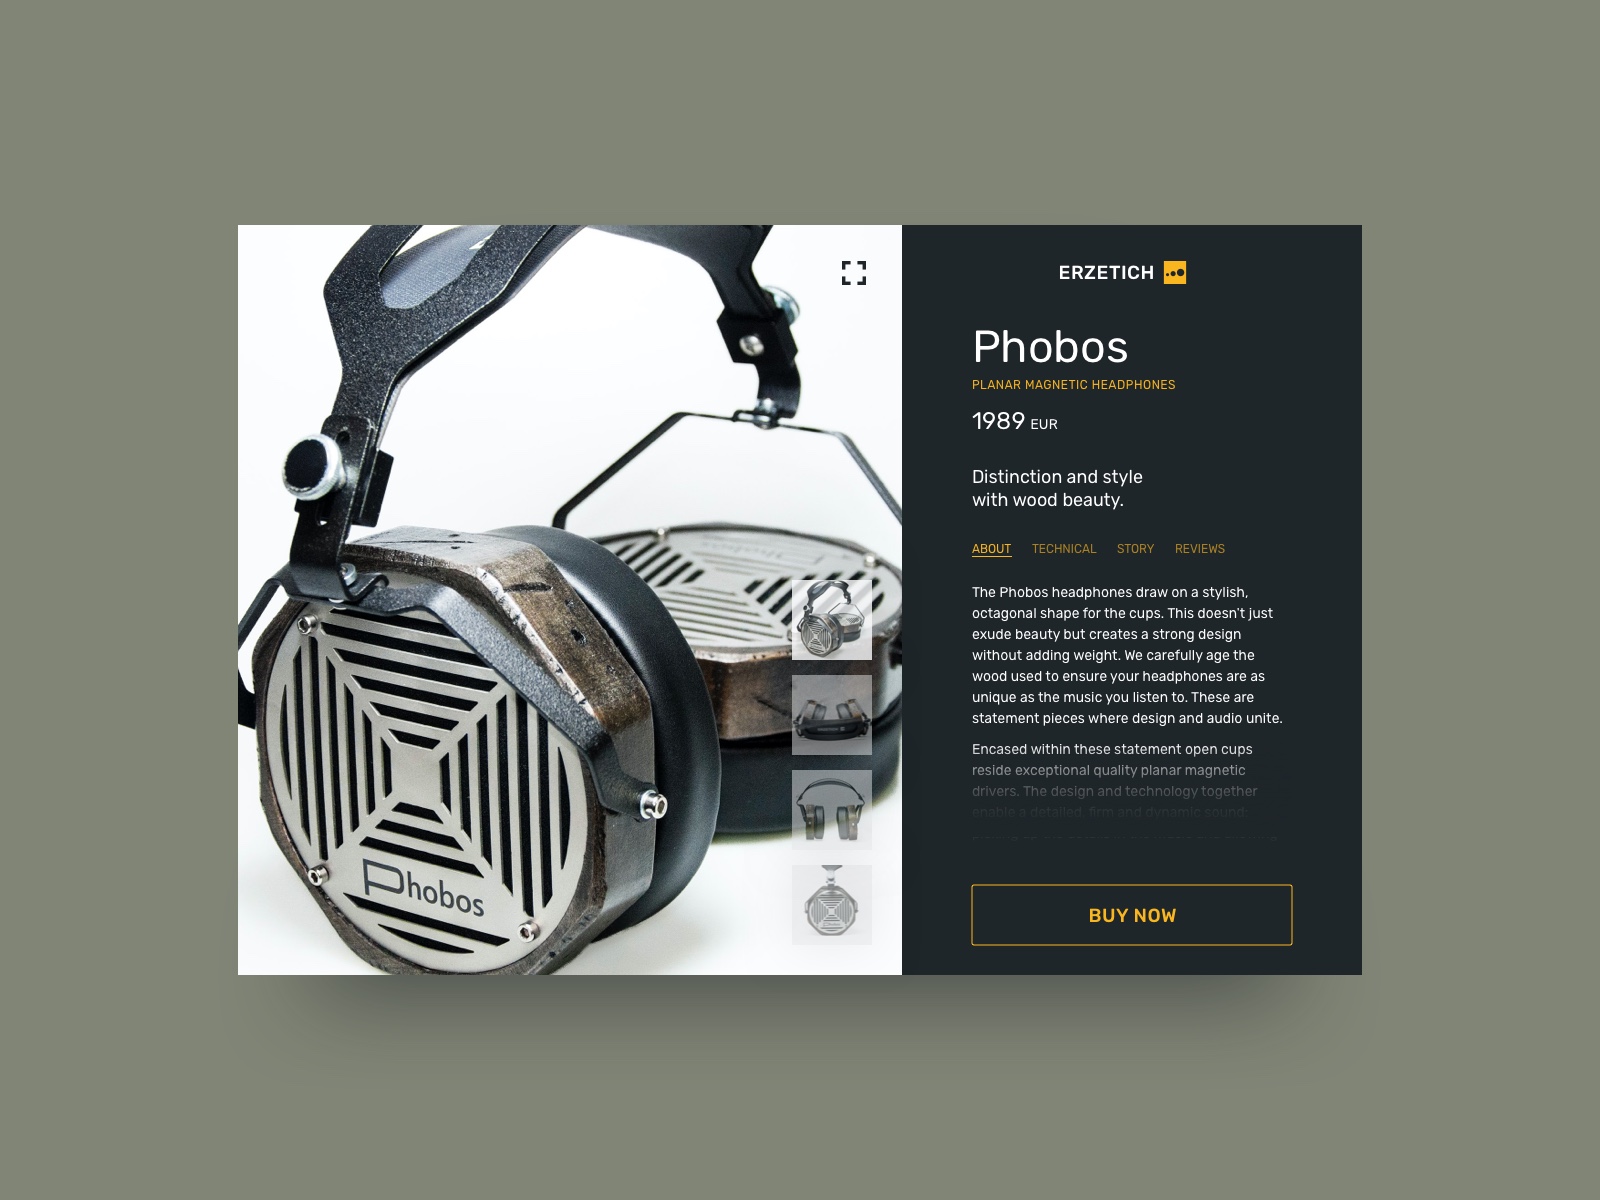 ERZETICH
Phobos
PLANAR MAGNETIC HEADPHONES
1989 EUR
Distinction and style
with wood beauty.
ABOUT TECHNICAL STORY REVIEWS
The Phobos headphones draw on a stylish,
octagonal shape for the cups. This doesn't just
exude beauty but creates a strong design
without adding weight. We carefully age the
wood used to ensure your headphones are as
unique as the music you listen to. These are
statement pieces where design and audio unite.
Encased within these statement open cups
reside exceptional quality planar magnetic
drivers. The design and technology together
enable a detailed, firm and dynamic sound;
BUY NOW
Phobos